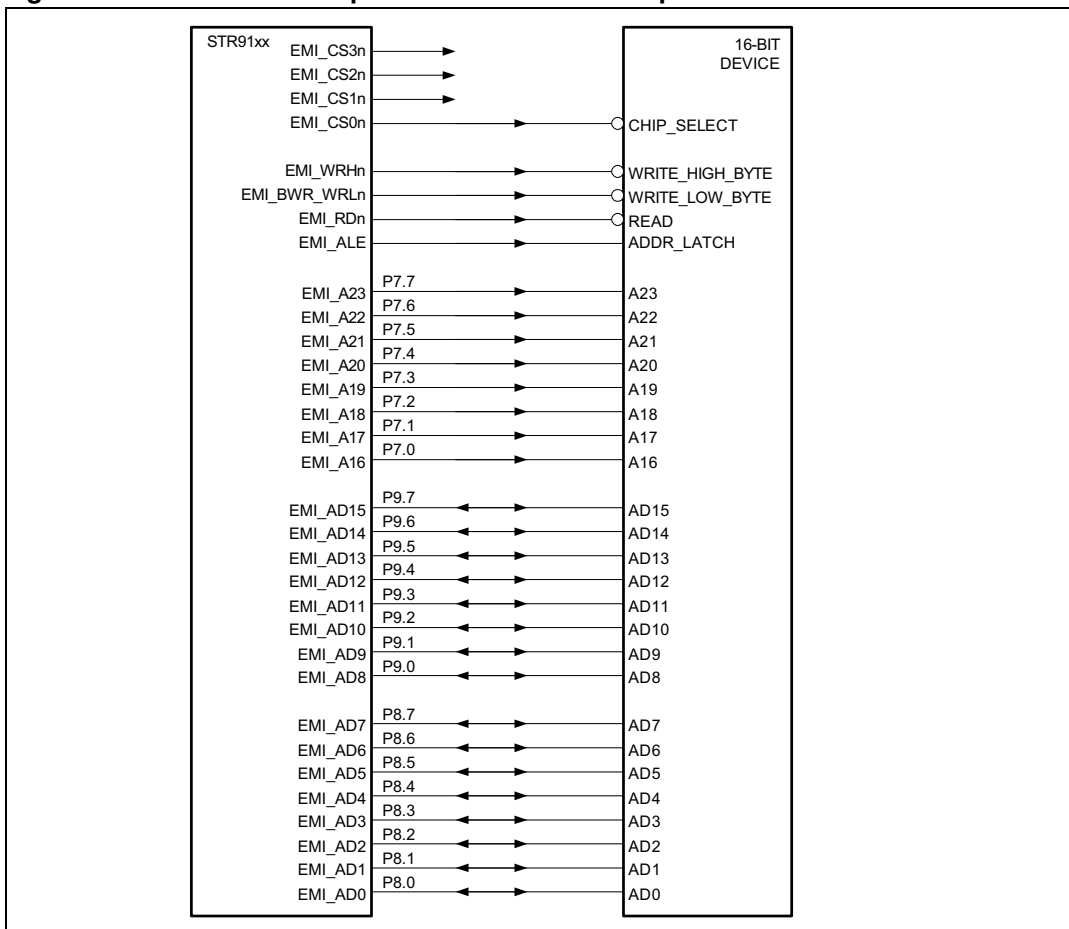 STR91xx
16-BIT
DEVICE
EMI_CS3n
EMI_CS2n
EMI_CS1n
EMI_CS0n CHIP_SELECT
EMI_WRHn WRITE_HIGH_BYTE
EMI_BWR_WRLn WRITE_LOW_BYTE
EMI_RDn READ
EMI_ALE ADDR_LATCH
EMI_A23 P7.7 A23
EMI_A22 P7.6 A22
EMI_A21 P7.5 A21
EMI_A20 P7.4 A20
EMI_A19 P7.3 A19
EMI_A18 P7.2 A18
EMI_A17 P7.1 A17
EMI_A16 P7.0 A16
EMI_AD15 P9.7 AD15
EMI_AD14 P9.6 AD14
EMI_AD13 P9.5 AD13
EMI_AD12 P9.4 AD12
EMI_AD11 P9.3 AD11
EMI_AD10 P9.2 AD10
EMI_AD9 P9.1 AD9
EMI_AD8 P9.0 AD8
EMI_AD7 P8.7 AD7
EMI_AD6 P8.6 AD6
EMI_AD5 P8.5 AD5
EMI_AD4 P8.4 AD4
EMI_AD3 P8.3 AD3
EMI_AD2 P8.2 AD2
EMI_AD1 P8.1 AD1
EMI_AD0 P8.0 AD0